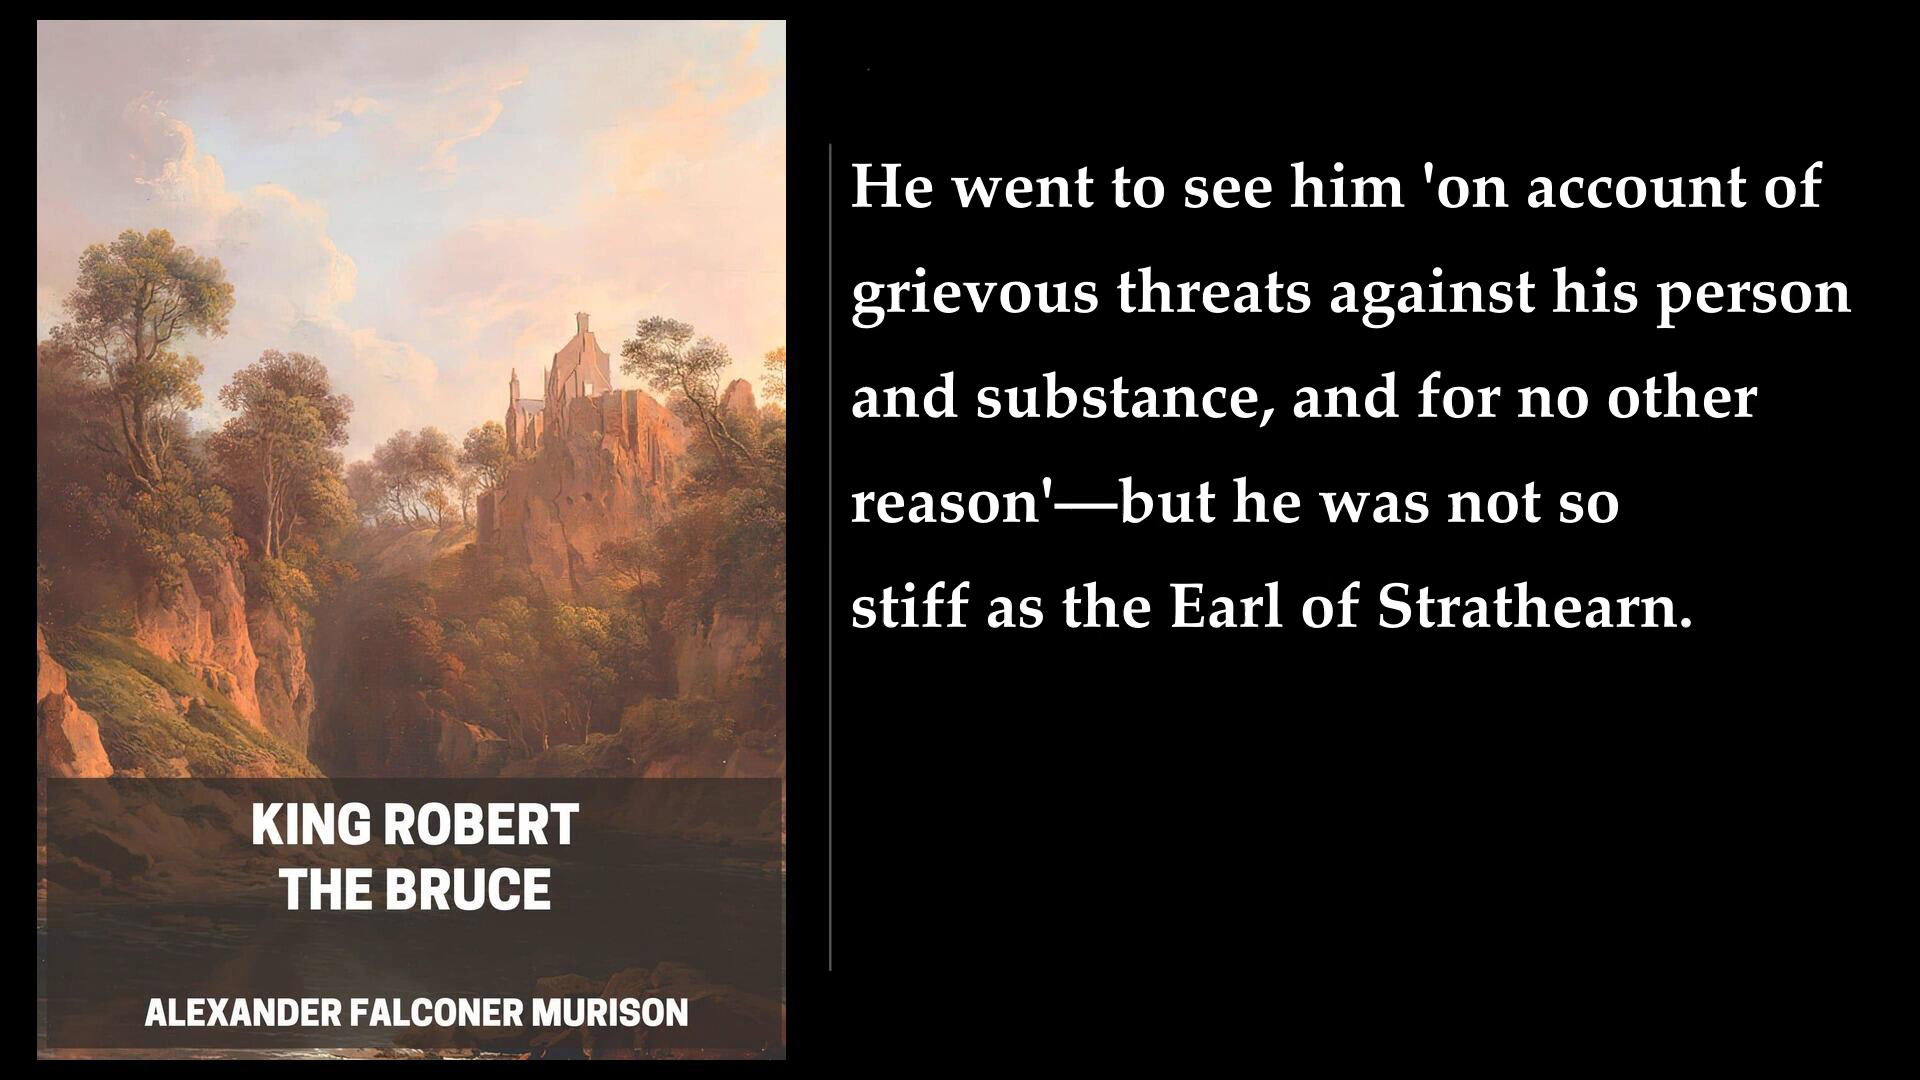 KING ROBERT
THE BRUCE
ALEXANDER FALCONER MURISON
He went to see him 'on account of
grievous threats against his person
and substance, and for no other
reason'—but he was not so
stiff as the Earl of Strathearn.